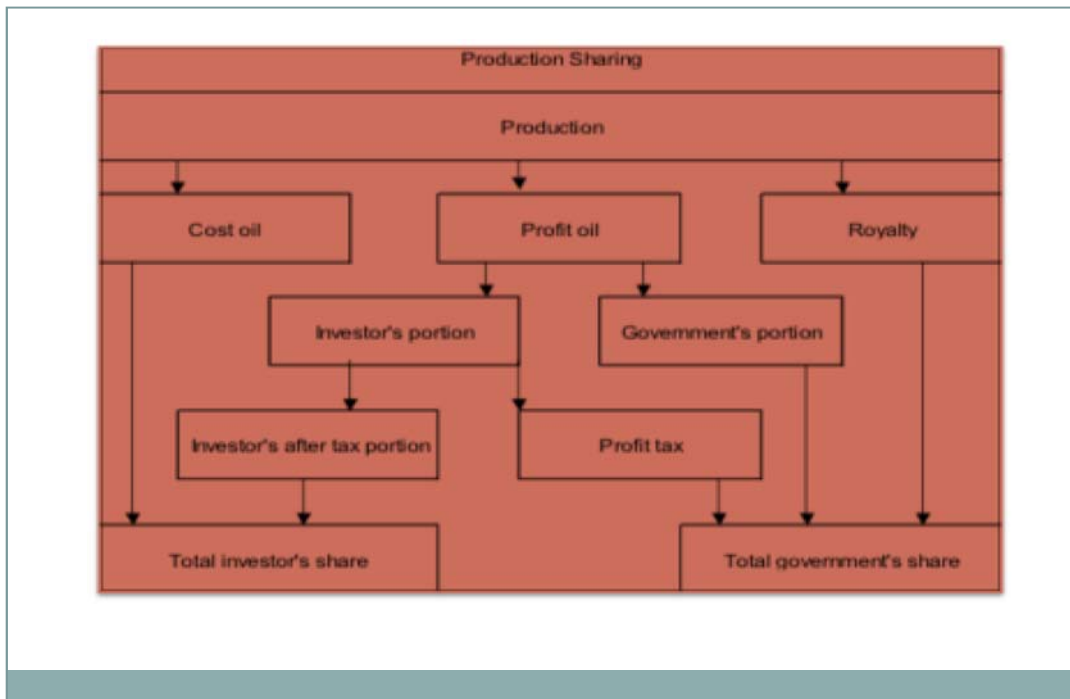 Production Sharing
Production
Cost oil
Profit oil
Royalty
Investor's portion
Government's portion
Investor's after tax portion
Profit tax
Total investor's share
Total government's share